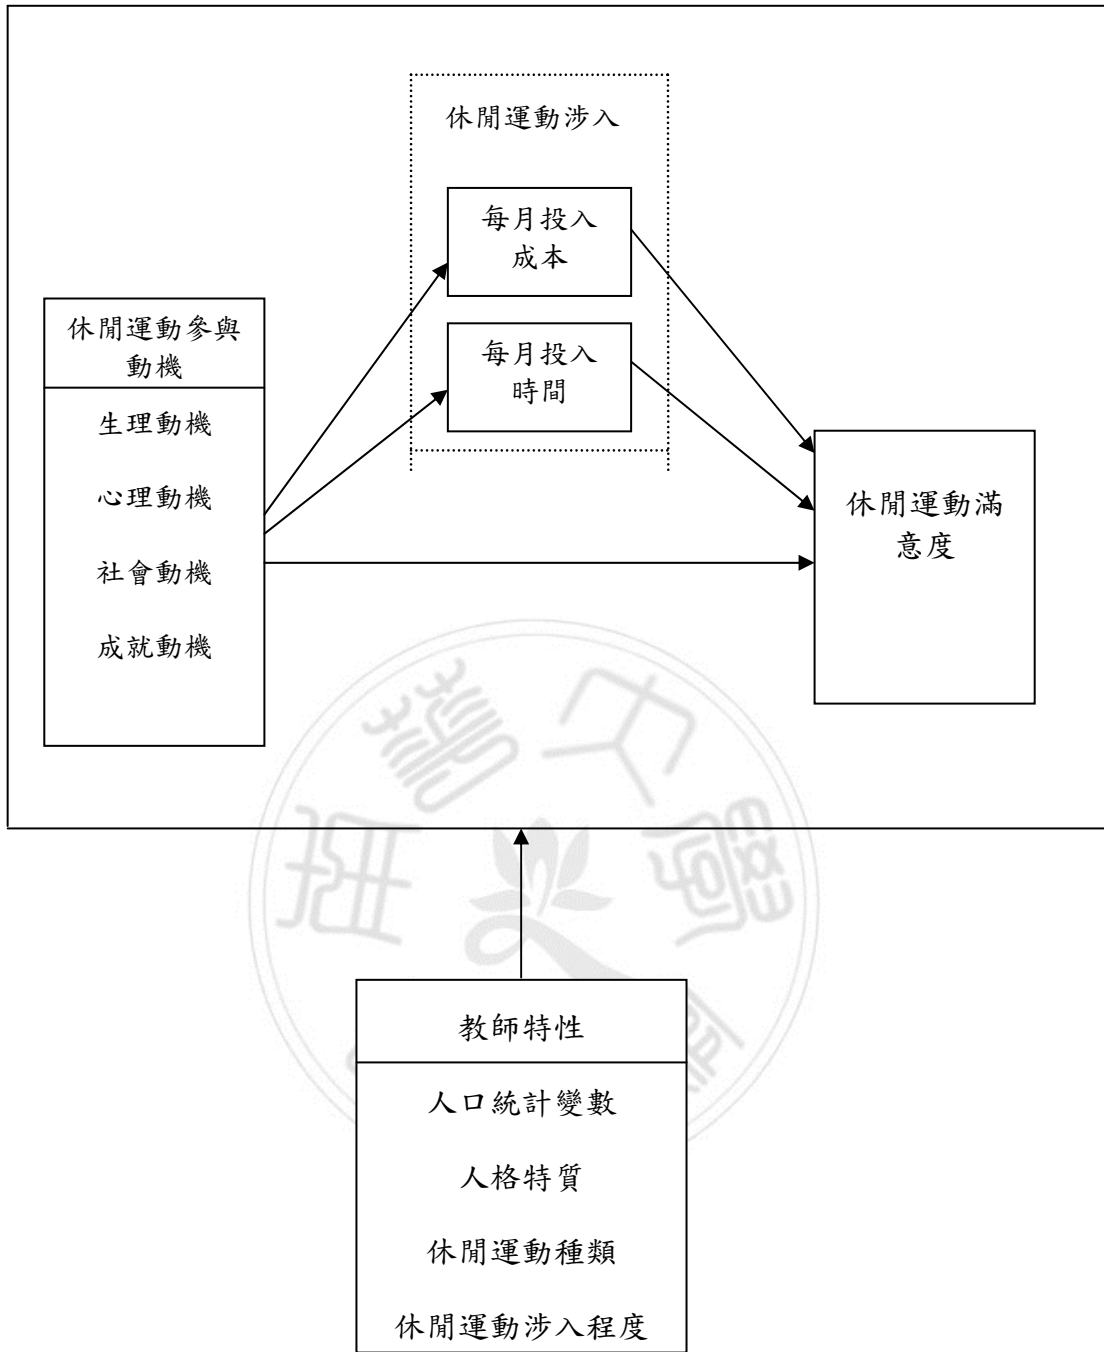 休閒運動涉入
每月投入
成本
每月投入
時間
休閒運動參與
動機
生理動機
心理動機
社會動機
成就動機
休閒運動滿
意度
教師特性
人口統計變數
人格特質
休閒運動種類
休閒運動涉入程度